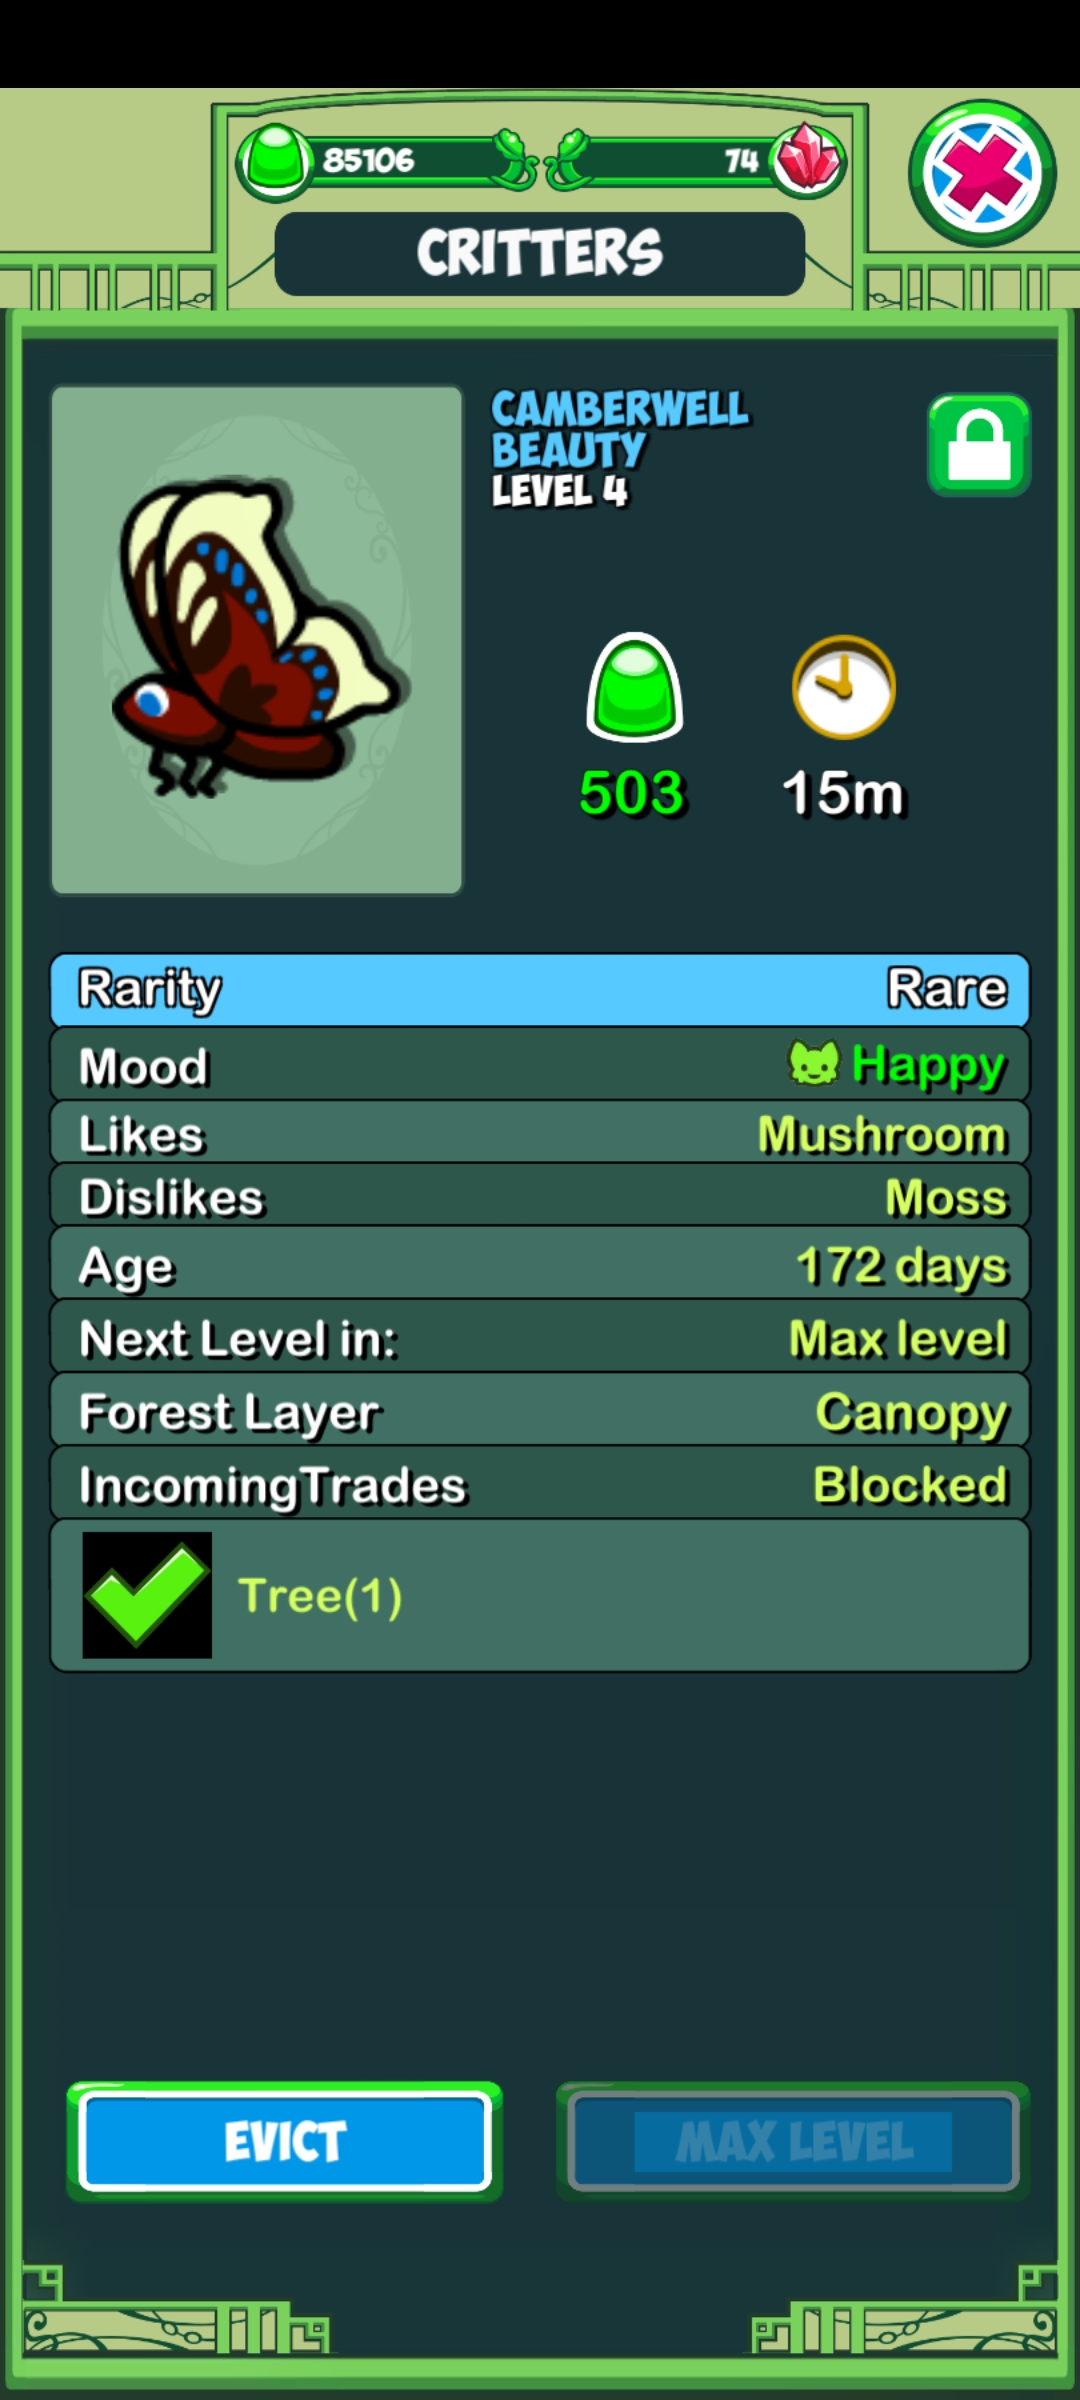 85106
74
CRITTERS
CAMBERWELL
BEAUTY
LEVEL 4
503
15m
Rarity Rare
Mood Happy
Likes Mushroom
Dislikes Moss
Age 172 days
Next Level in: Max level
Forest Layer Canopy
IncomingTrades Blocked
Tree(1)
EVICT
MAX LEVEL